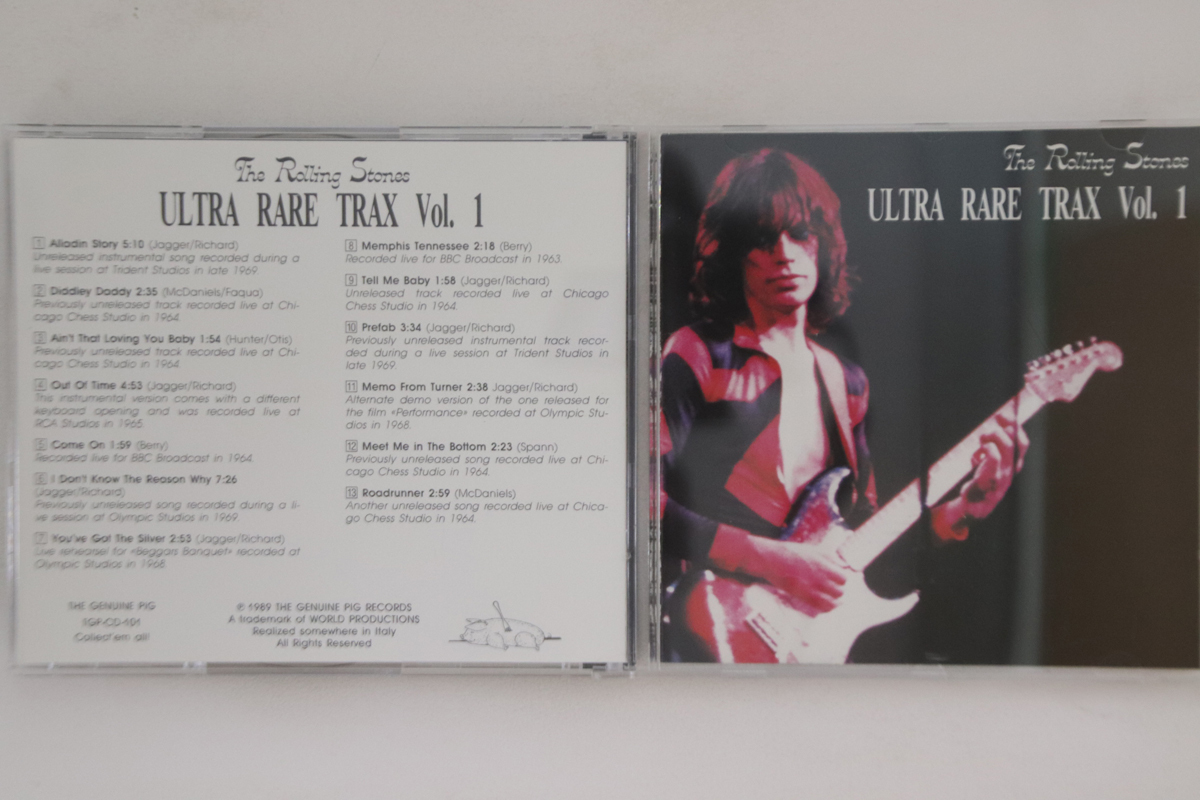 The Rolling Stones
ULTRA RARE TRAX Vol. 1
1 Alladin Story 5:10 (Jagger/Richard)
Unreleased instrumental song recorded during a
live session at Trident Studios in late 1969
2 Diddley Daddy 2:35 (McDaniels/Faqua)
Previously unreleased track recorded live at Chi-
cago Chess Studio in 1964
3 Ain't That Loving You Baby 1:54 (Hunter/Otis)
Previously unreleased track recorded live at Chi-
cago Chess Studio in 1964
4 Out Of Time 4:53 (Jagger/Richard)
This instrumental version comes with a different
keyboard opening and was recorded live at
RCA Studios in 1965
5 Come On 1:59 (Berry)
Recorded live for BBC Broadcast in 1964.
6 I Don't Know The Reason Why 7:26
(Jagger/Richard)
Previously unreleased song recorded during a li-
ve session at Olympic Studios in 1969.
7 You've Got The Silver 2:53 (Jagger/Richard)
Live rehearsel for «Beggars Banquet» recorded at
Olympic Studios in 1968.
8 Memphis Tennessee 2:18 (Berry)
Recorded live for BBC Broadcast in 1963.
9 Tell Me Baby 1:58 (Jagger/Richard)
Unreleased track recorded live at Chicago
Chess Studio in 1964.
10 Prefab 3:34 (Jagger/Richard)
Previously unreleased instrumental track recor-
ded during a live session at Trident Studios in
late 1969.
11 Memo From Turner 2:38 Jagger/Richard)
Alternate demo version of the one released for
the film «Performance» recorded at Olympic Stu-
dios in 1968.
12 Meet Me in The Bottom 2:23 (Spann)
Previously unreleased song recorded live at Chi-
cago Chess Studio in 1964.
13 Roadrunner 2:59 (McDaniels)
Another unreleased song recorded live at Chica-
go Chess Studio in 1964.
THE GENUINE PIG
TGP-CD-101
Collect'em all!
℗ 1989 THE GENUINE PIG RECORDS
A trademark of WORLD PRODUCTIONS
Realized somewhere in Italy
All Rights Reserved
The Rolling Stones
ULTRA RARE TRAX Vol. 1